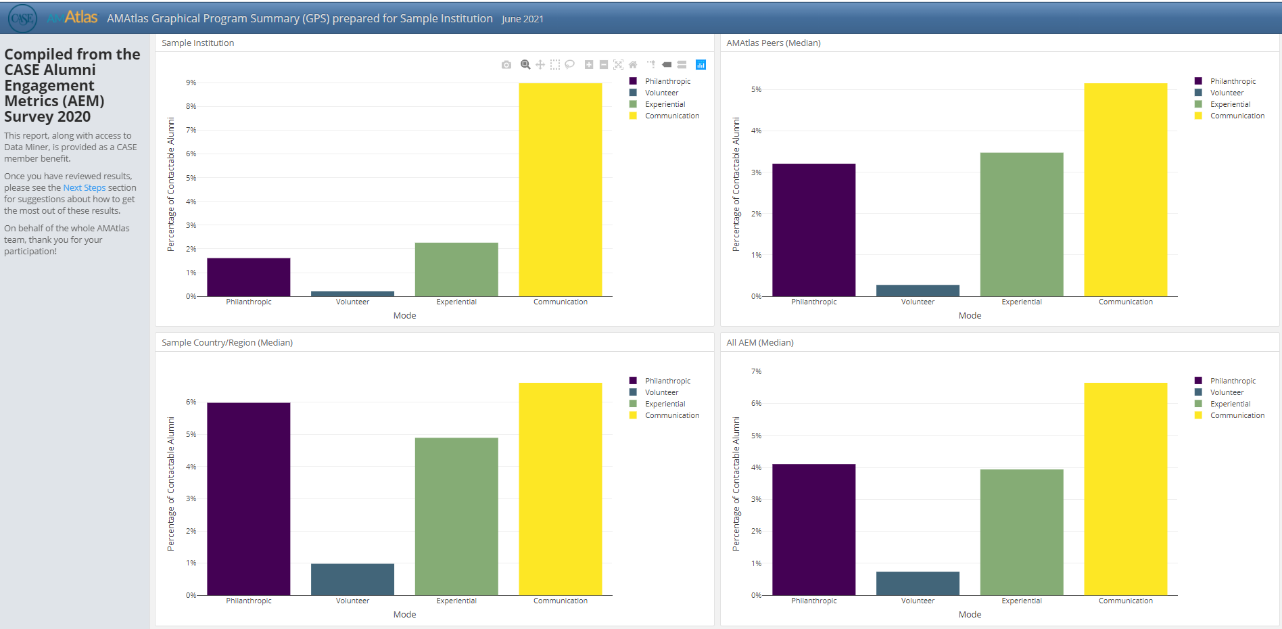 CASE
Atlas AMAtlas Graphical Program Summary (GPS) prepared for Sample Institution June 2021
Compiled from the
CASE Alumni
Engagement
Metrics (AEM)
Survey 2020
This report, along with access to
Data Miner, is provided as a CASE
member benefit.
Once you have reviewed results,
please see the Next Steps section
for suggestions about how to get
the most out of these results.
On behalf of the whole AMAtlas
team, thank you for your
participation!
Sample Institution
Percentage of Contactable Alumni
9%
8%
7%
6%
5%
4%
3%
2%
1%
0%
Philanthropic Volunteer Experiential Communication
Mode
Philanthropic
Volunteer
Experiential
Communication
AMAtlas Peers (Median)
Percentage of Contactable Alumni
5%
4%
3%
2%
1%
0%
Philanthropic Volunteer Experiential Communication
Mode
Philanthropic
Volunteer
Experiential
Communication
Sample Country/Region (Median)
Percentage of Contactable Alumni
6%
5%
4%
3%
2%
1%
0%
Philanthropic Volunteer Experiential Communication
Mode
Philanthropic
Volunteer
Experiential
Communication
All AEM (Median)
Percentage of Contactable Alumni
7%
6%
5%
4%
3%
2%
1%
0%
Philanthropic Volunteer Experiential Communication
Mode
Philanthropic
Volunteer
Experiential
Communication